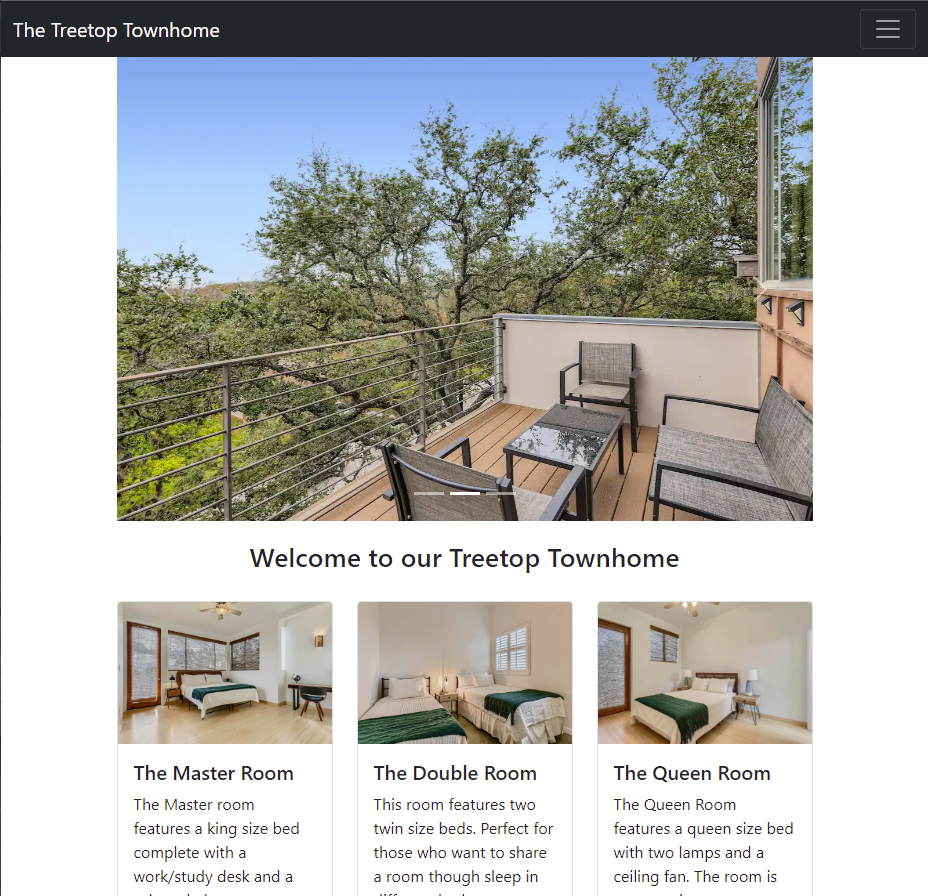 The Treetop Townhome
Welcome to our Treetop Townhome
The Master Room
The Master room
features a king size bed
complete with a
work/study desk and a
The Double Room
This room features two
twin size beds. Perfect for
those who want to share
a room though sleep in
The Queen Room
The Queen Room
features a queen size bed
with two lamps and a
ceiling fan. The room is